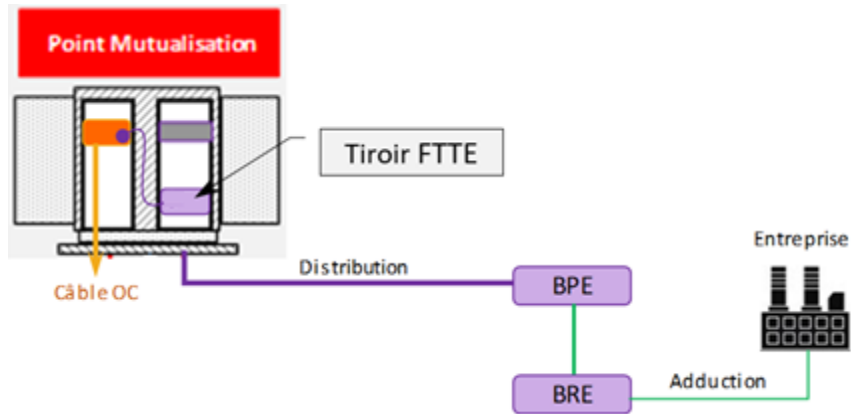 Point Mutualisation
Tiroir FTTE
Entreprise
Distribution
BPE
Câble OC
Adduction
BRE